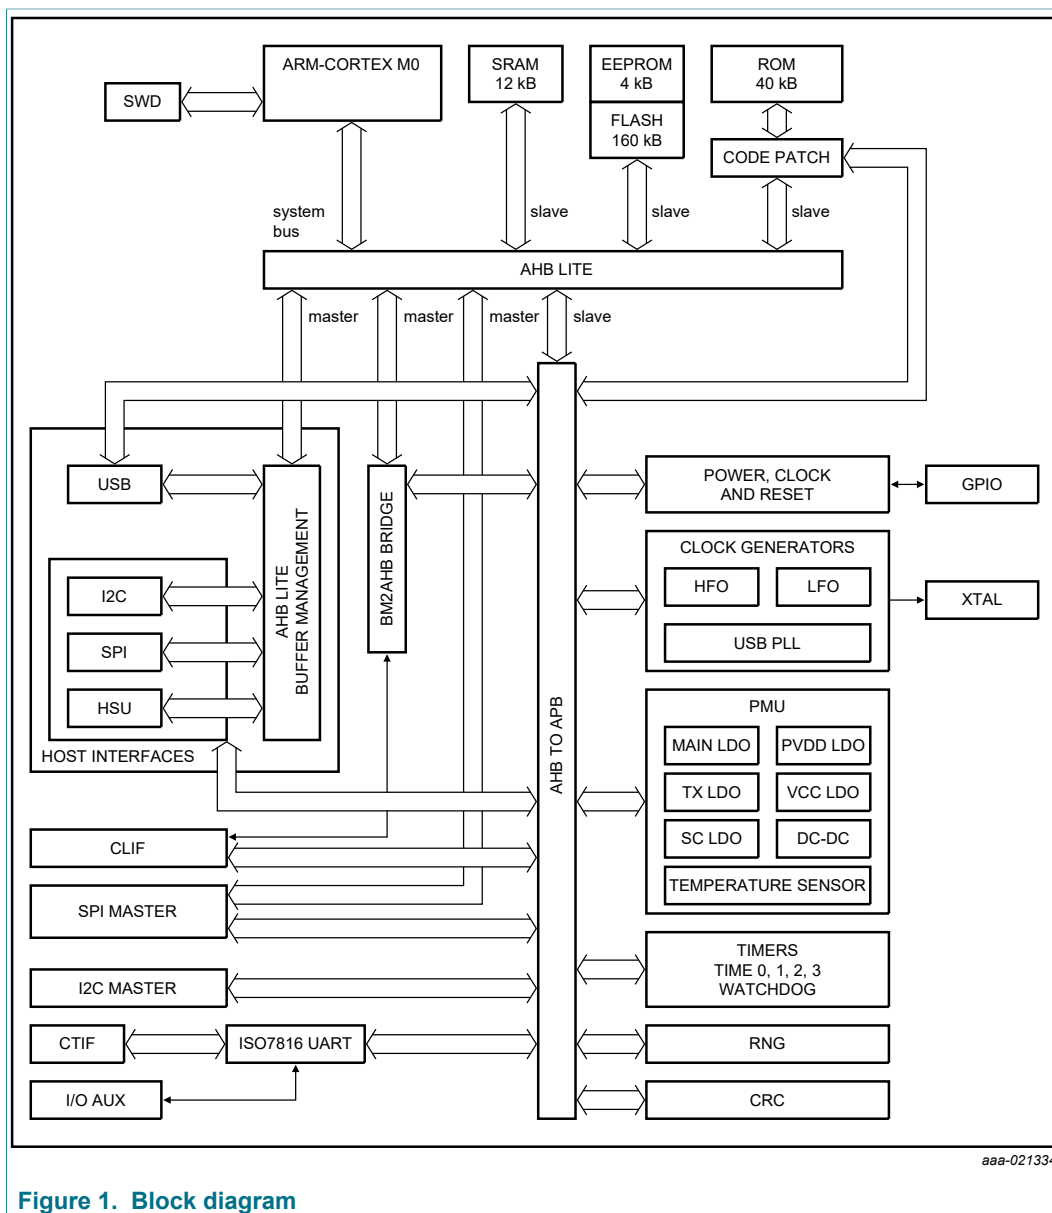 ARM-CORTEX M0
SRAM
12 kB
EEPROM
4 kB
ROM
40 kB
SWD
FLASH
160 kB
CODE PATCH
system
bus
slave
slave
slave
AHB LITE
master
master
master
slave
USB
AHB LITE
BUFFER MANAGEMENT
BM2AHB BRIDGE
I2C
SPI
HSU
HOST INTERFACES
AHB TO APB
POWER, CLOCK
AND RESET
GPIO
CLOCK GENERATORS
HFO
LFO
USB PLL
XTAL
PMU
MAIN LDO
PVDD LDO
TX LDO
VCC LDO
SC LDO
DC-DC
TEMPERATURE SENSOR
CLIF
SPI MASTER
I2C MASTER
CTIF
ISO7816 UART
I/O AUX
TIMERS
TIME 0, 1, 2, 3
WATCHDOG
RNG
CRC
aaa-021334
Figure 1. Block diagram